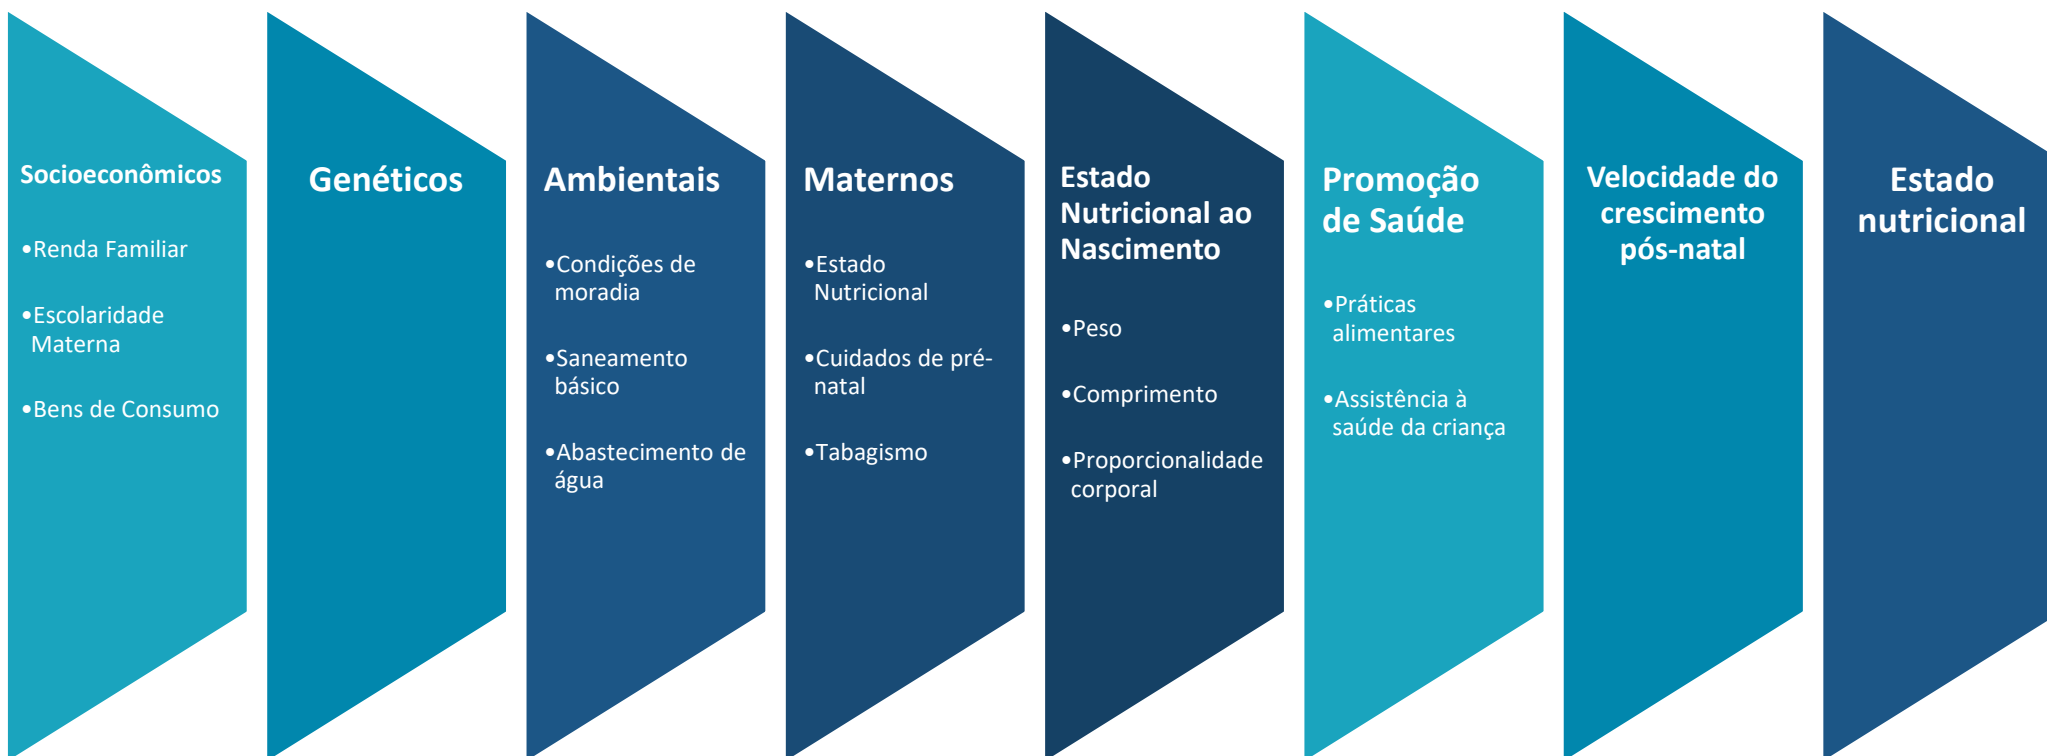 Socioeconômicos
•Renda Familiar
•Escolaridade
Materna
•Bens de Consumo
Genéticos
Ambientais
•Condições de
moradia
•Saneamento
básico
•Abastecimento de
água
Maternos
•Estado
Nutricional
•Cuidados de pré-
natal
•Tabagismo
Estado
Nutricional ao
Nascimento
•Peso
•Comprimento
•Proporcionalidade
corporal
Promoção
de Saúde
•Práticas
alimentares
•Assistência à
saúde da criança
Velocidade do
crescimento
pós-natal
Estado
nutricional